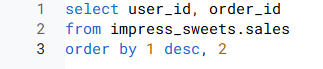 1 select user_id, order_id
2 from impress_sweets.sales
3 order by 1 desc, 2